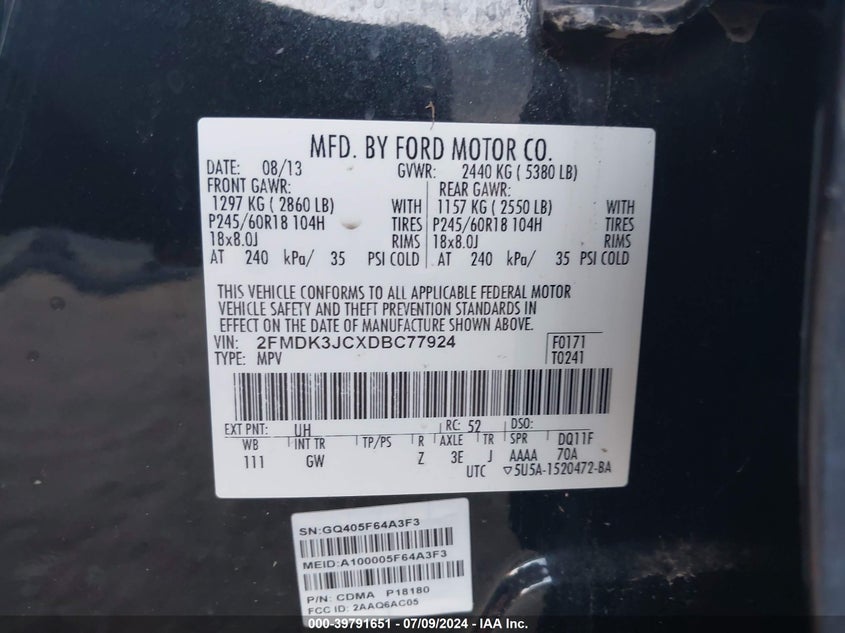 MFD. BY FORD MOTOR CO.
DATE: 08/13 GVWR: 2440 KG ( 5380 LB)
FRONT GAWR: REAR GAWR:
1297 KG ( 2860 LB) WITH 1157 KG ( 2550 LB) WITH
P245/60R18 104H TIRES P245/60R18 104H TIRES
18x8.0J RIMS 18x8.0J RIMS
AT 240 kPa/ 35 PSI COLD AT 240 kPa/ 35 PSI COLD
THIS VEHICLE CONFORMS TO ALL APPLICABLE FEDERAL MOTOR
VEHICLE SAFETY AND THEFT PREVENTION STANDARDS IN
EFFECT ON THE DATE OF MANUFACTURE SHOWN ABOVE.
VIN: 2FMDK3JCXDBC77924 F0171
TYPE: MPV T0241
EXT PNT: UH RC: 52 DSO:
WB INT TR TP/PS R AXLE TR SPR DQ11F
111 GW Z 3E J AAAA 70A
UTC ▽5U5A-1520472-BA
SN:GQ405F64A3F3
MEID:A100005F64A3F3
P/N: CDMA P18180
FCC ID: 2AAQ6AC05
000-39791651 - 07/09/2024 - IAA Inc.